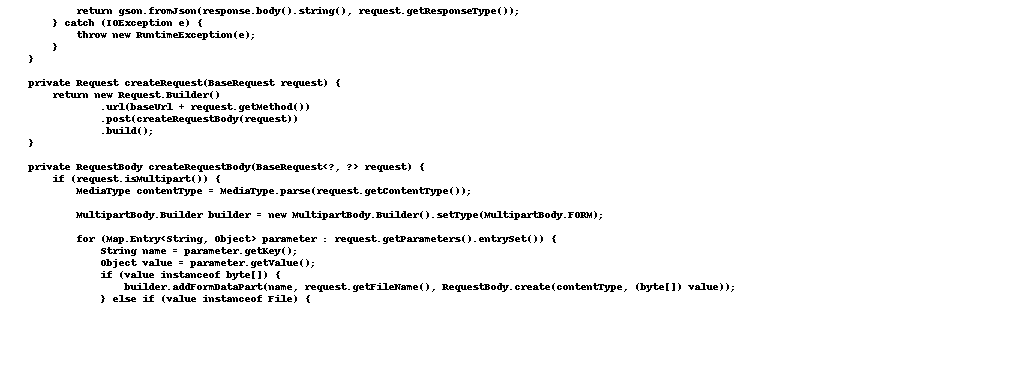 return gson.fromJson(response.body().string(), request.getResponseType());
} catch (IOException e) {
throw new RuntimeException(e);
}
}
private Request createRequest(BaseRequest request) {
return new Request.Builder()
.url(baseUrl + request.getMethod())
.post(createRequestBody(request))
.build();
}
private RequestBody createRequestBody(BaseRequest<?, ?> request) {
if (request.isMultipart()) {
MediaType contentType = MediaType.parse(request.getContentType());
MultipartBody.Builder builder = new MultipartBody.Builder().setType(MultipartBody.FORM);
for (Map.Entry<String, Object> parameter : request.getParameters().entrySet()) {
String name = parameter.getKey();
Object value = parameter.getValue();
if (value instanceof byte[]) {
builder.addFormDataPart(name, request.getFileName(), RequestBody.create(contentType, (byte[]) value));
} else if (value instanceof File) {